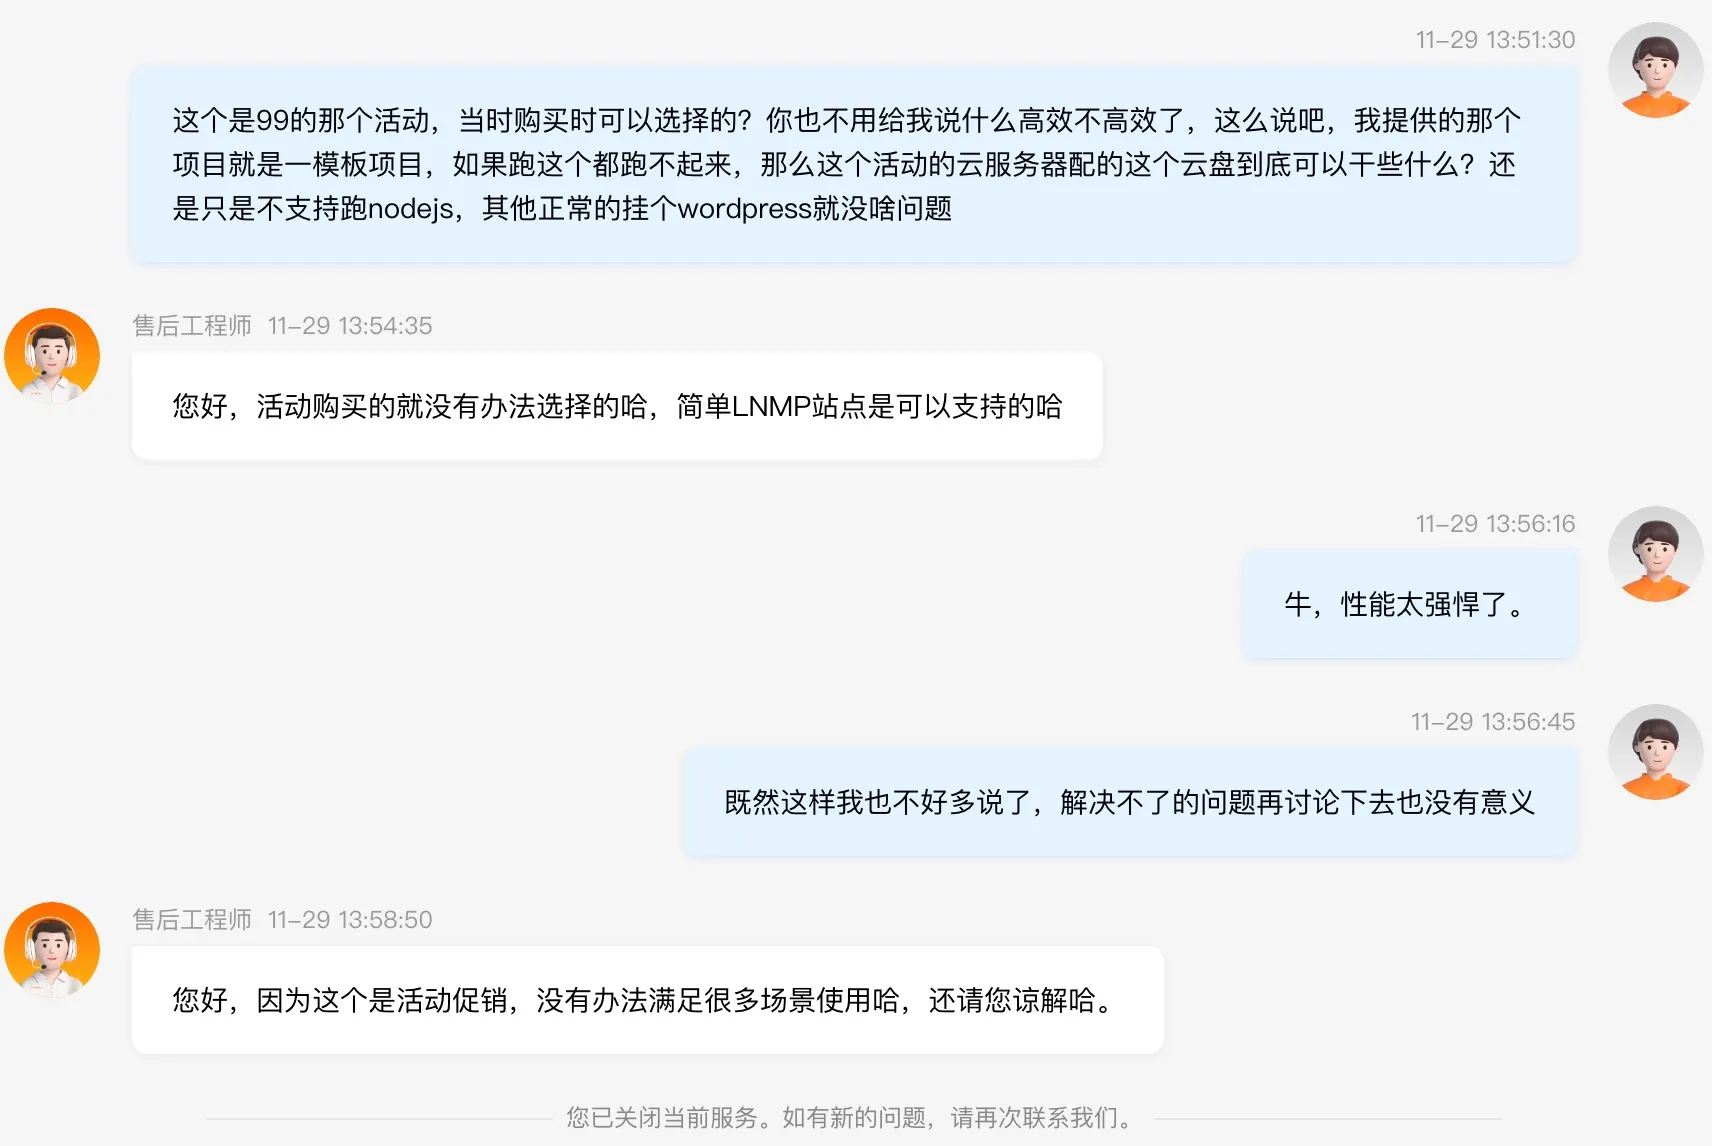 11-29 13:51:30
这个是99的那个活动，当时购买时可以选择的？你也不用给我说什么高效不高效了，这么说吧，我提供的那个
项目就是一模板项目，如果跑这个都跑不起来，那么这个活动的云服务器配的这个云盘到底可以干些什么？还
是只是不支持跑nodejs，其他正常的挂个wordpress就没啥问题
售后工程师 11-29 13:54:35
您好，活动购买的就没有办法选择的哈，简单LNMP站点是可以支持的哈
11-29 13:56:16
牛，性能太强悍了。
11-29 13:56:45
既然这样我也不好多说了，解决不了的问题再讨论下去也没有意义
售后工程师 11-29 13:58:50
您好，因为这个是活动促销，没有办法满足很多场景使用哈，还请您谅解哈。
您已关闭当前服务。如有新的问题，请再次联系我们。